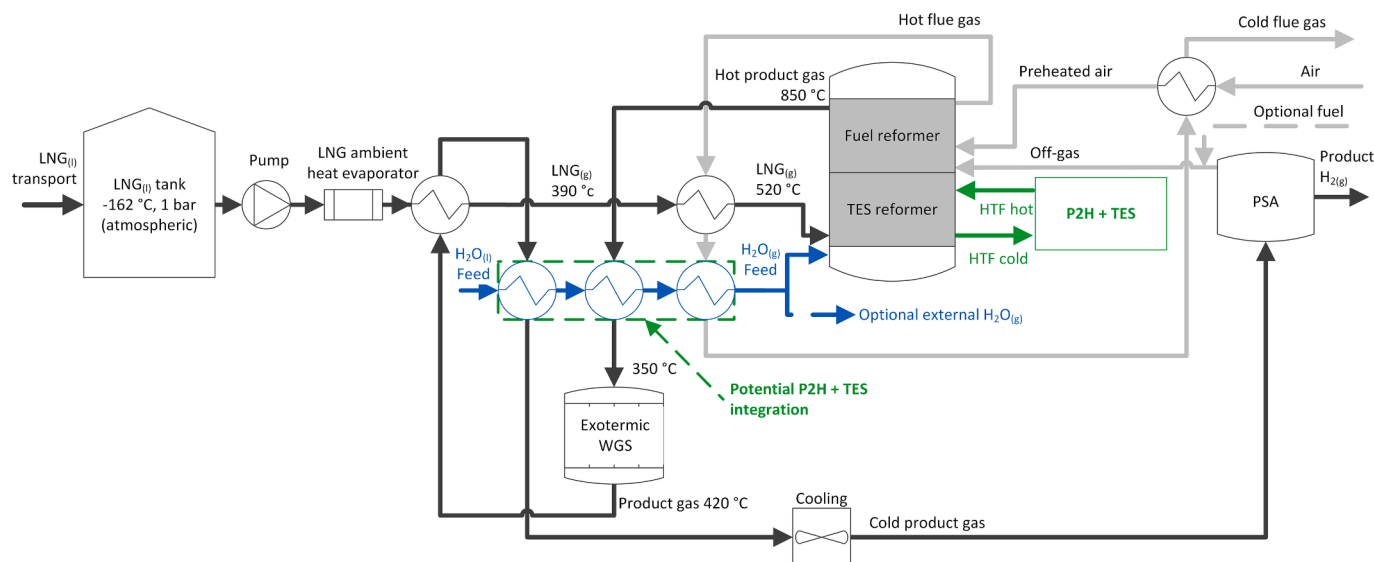 Hot flue gas
Cold flue gas
Hot product gas
850 °C
Preheated air
Air
Optional fuel
Fuel reformer
Off-gas
LNG(l)
transport
LNG(l) tank
-162 °C, 1 bar
(atmospheric)
Pump
LNG ambient
heat evaporator
LNG(g)
390 °c
LNG(g)
520 °C
TES reformer
HTF hot
HTF cold
P2H + TES
PSA
Product
H2(g)
H2O(l)
Feed
H2O(g)
Feed
Optional external H2O(g)
350 °C
Potential P2H + TES
integration
Exotermic
WGS
Product gas 420 °C
Cooling
Cold product gas